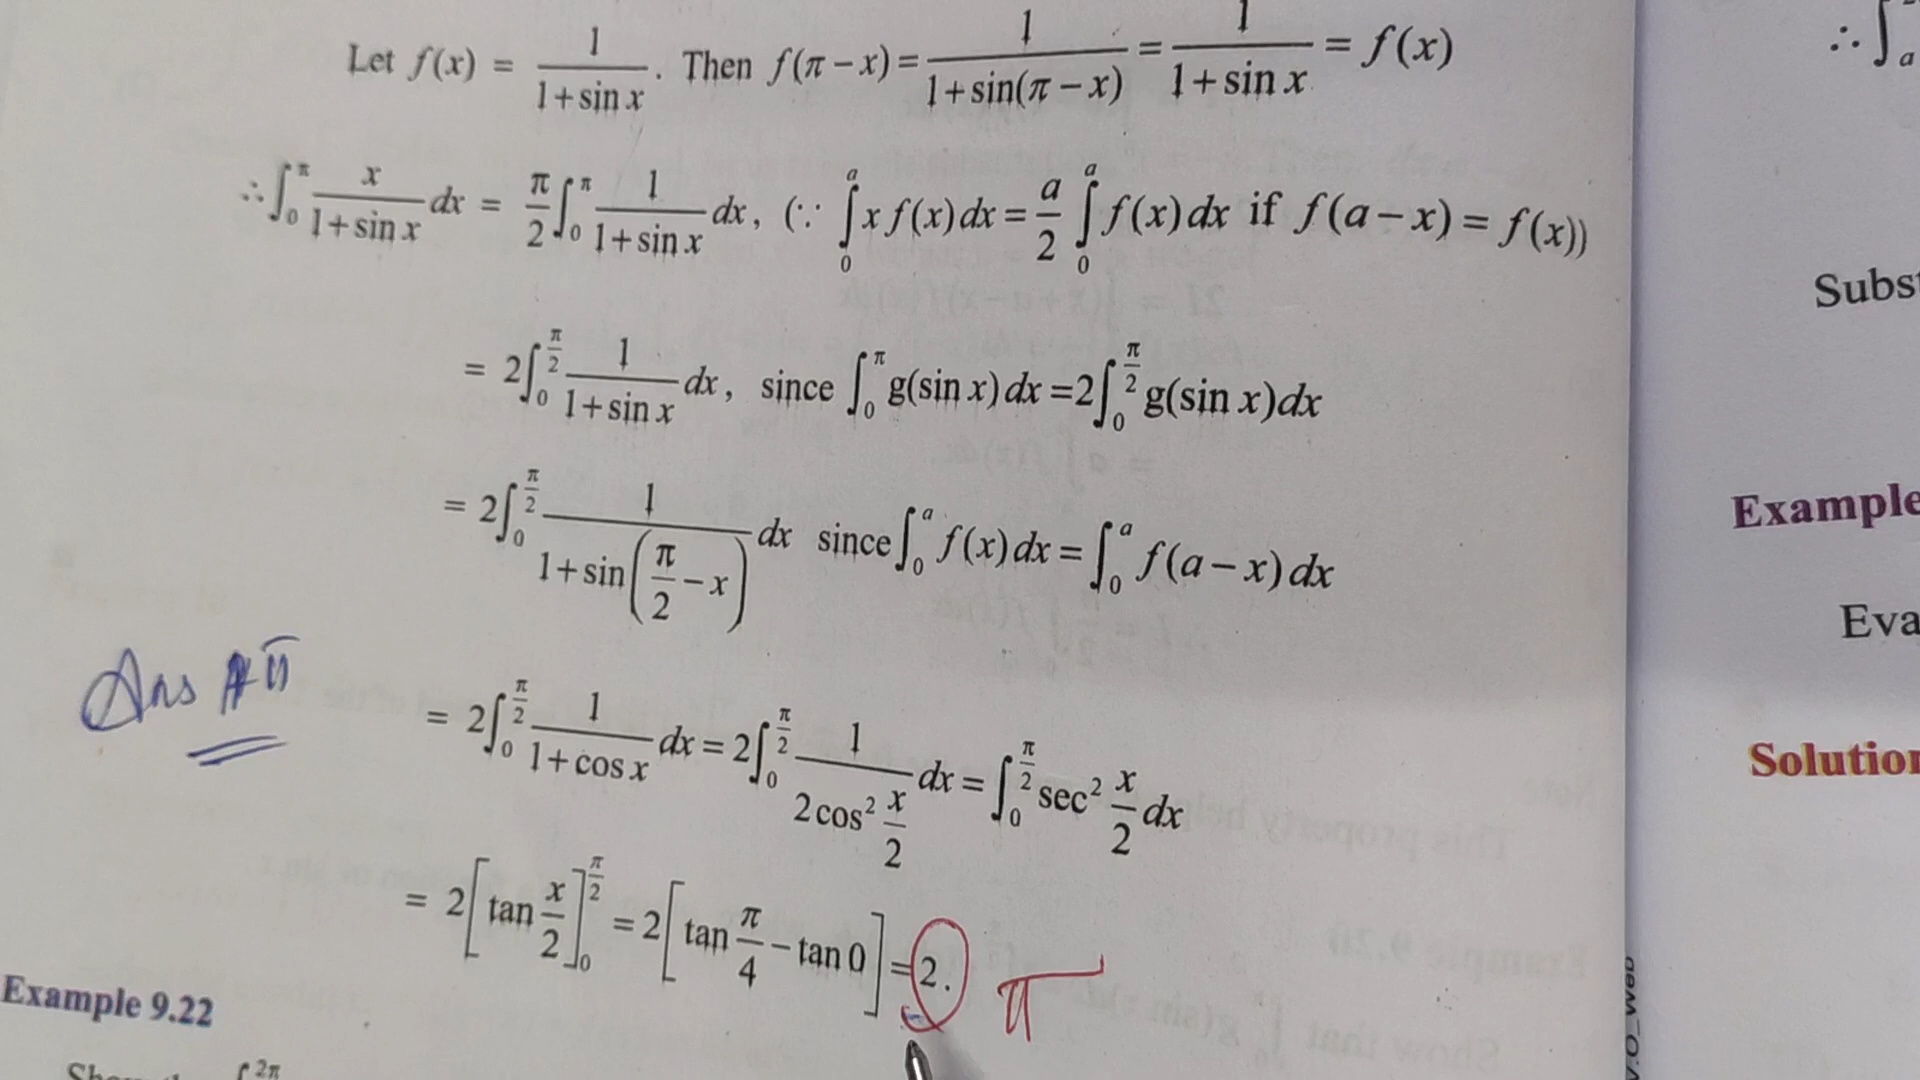 Let f(x) = 1/(1+sin x). Then f(π−x) = 1/(1+sin(π−x)) = 1/(1+sin x) = f(x)
∴ ∫₀^π x/(1+sin x) dx = π/2 ∫₀^π 1/(1+sin x) dx, (∵ ∫₀^a x f(x) dx = a/2 ∫₀^a f(x) dx if f(a−x) = f(x))
= 2∫₀^(π/2) 1/(1+sin x) dx, since ∫₀^π g(sin x) dx = 2∫₀^(π/2) g(sin x) dx
= 2∫₀^(π/2) 1/(1+sin(π/2 − x)) dx since ∫₀^a f(x) dx = ∫₀^a f(a−x) dx
Ans π
= 2∫₀^(π/2) 1/(1+cos x) dx = 2∫₀^(π/2) 1/(2cos² x/2) dx = ∫₀^(π/2) sec² x/2 dx
= 2[tan x/2]₀^(π/2) = 2[tan π/4 − tan 0] = 2. π
Example 9.22
∫^2π
∴ ∫ₐ
Example
Solution